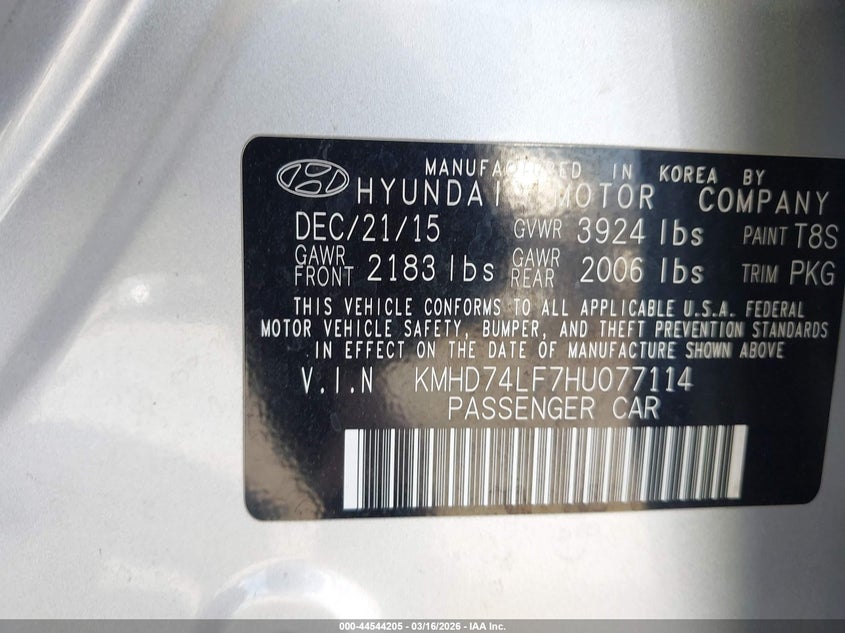 MANUFACTURED IN KOREA BY
HYUNDAI MOTOR COMPANY
DEC/21/15 GVWR 3924 lbs PAINT T8S
GAWR FRONT 2183 lbs GAWR REAR 2006 lbs TRIM PKG
THIS VEHICLE CONFORMS TO ALL APPLICABLE U.S.A. FEDERAL
MOTOR VEHICLE SAFETY, BUMPER, AND THEFT PREVENTION STANDARDS
IN EFFECT ON THE DATE OF MANUFACTURE SHOWN ABOVE
V.I.N KMHD74LF7HU077114
PASSENGER CAR
000-44544205 - 03/16/2026 - IAA Inc.